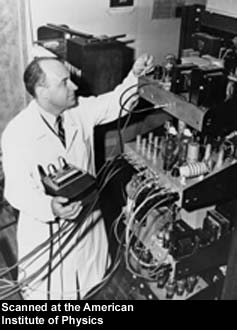 Scanned at the American
Institute of Physics